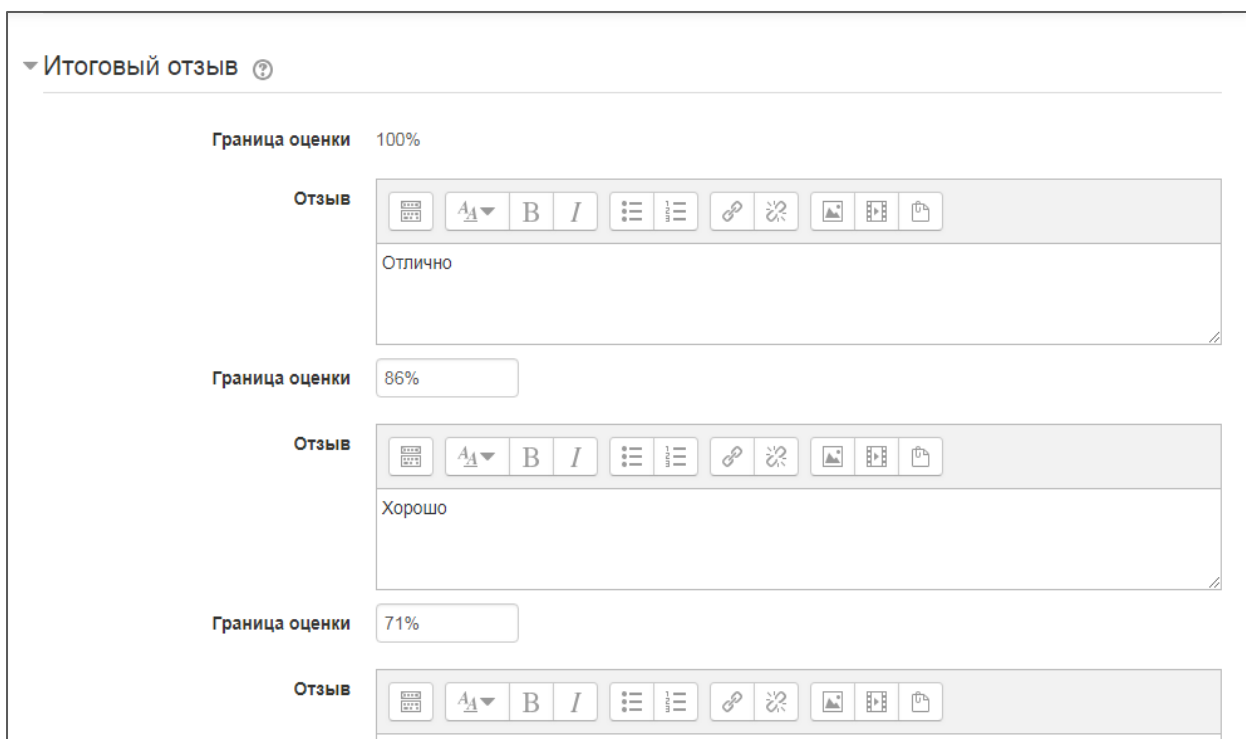 Итоговый отзыв
Граница оценки 100%
Отзыв
Отлично
Граница оценки 86%
Отзыв
Хорошо
Граница оценки 71%
Отзыв